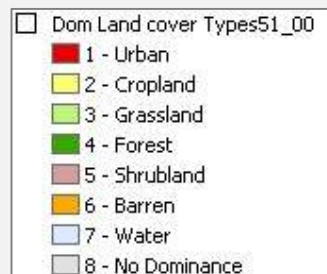 Dom Land cover Types51_00
1 - Urban
2 - Cropland
3 - Grassland
4 - Forest
5 - Shrubland
6 - Barren
7 - Water
8 - No Dominance